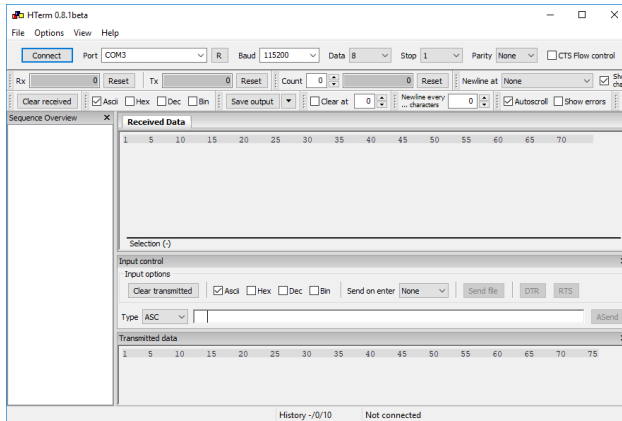 HTerm 0.8.1beta
File Options View Help
Connect Port COM3 R Baud 115200 Data 8 Stop 1 Parity None CTS Flow control
Rx 0 Reset Tx 0 Reset Count 0 0 Reset Newline at None
Clear received Ascii Hex Dec Bin Save output Clear at 0 Newline every ... characters 0 Autoscroll Show errors
Sequence Overview X Received Data
1 5 10 15 20 25 30 35 40 45 50 55 60 65 70
Selection (-)
Input control
Input options
Clear transmitted Ascii Hex Dec Bin Send on enter None Send file DTR RTS
Type ASC ASend
Transmitted data
1 5 10 15 20 25 30 35 40 45 50 55 60 65 70 75
History -/0/10 Not connected